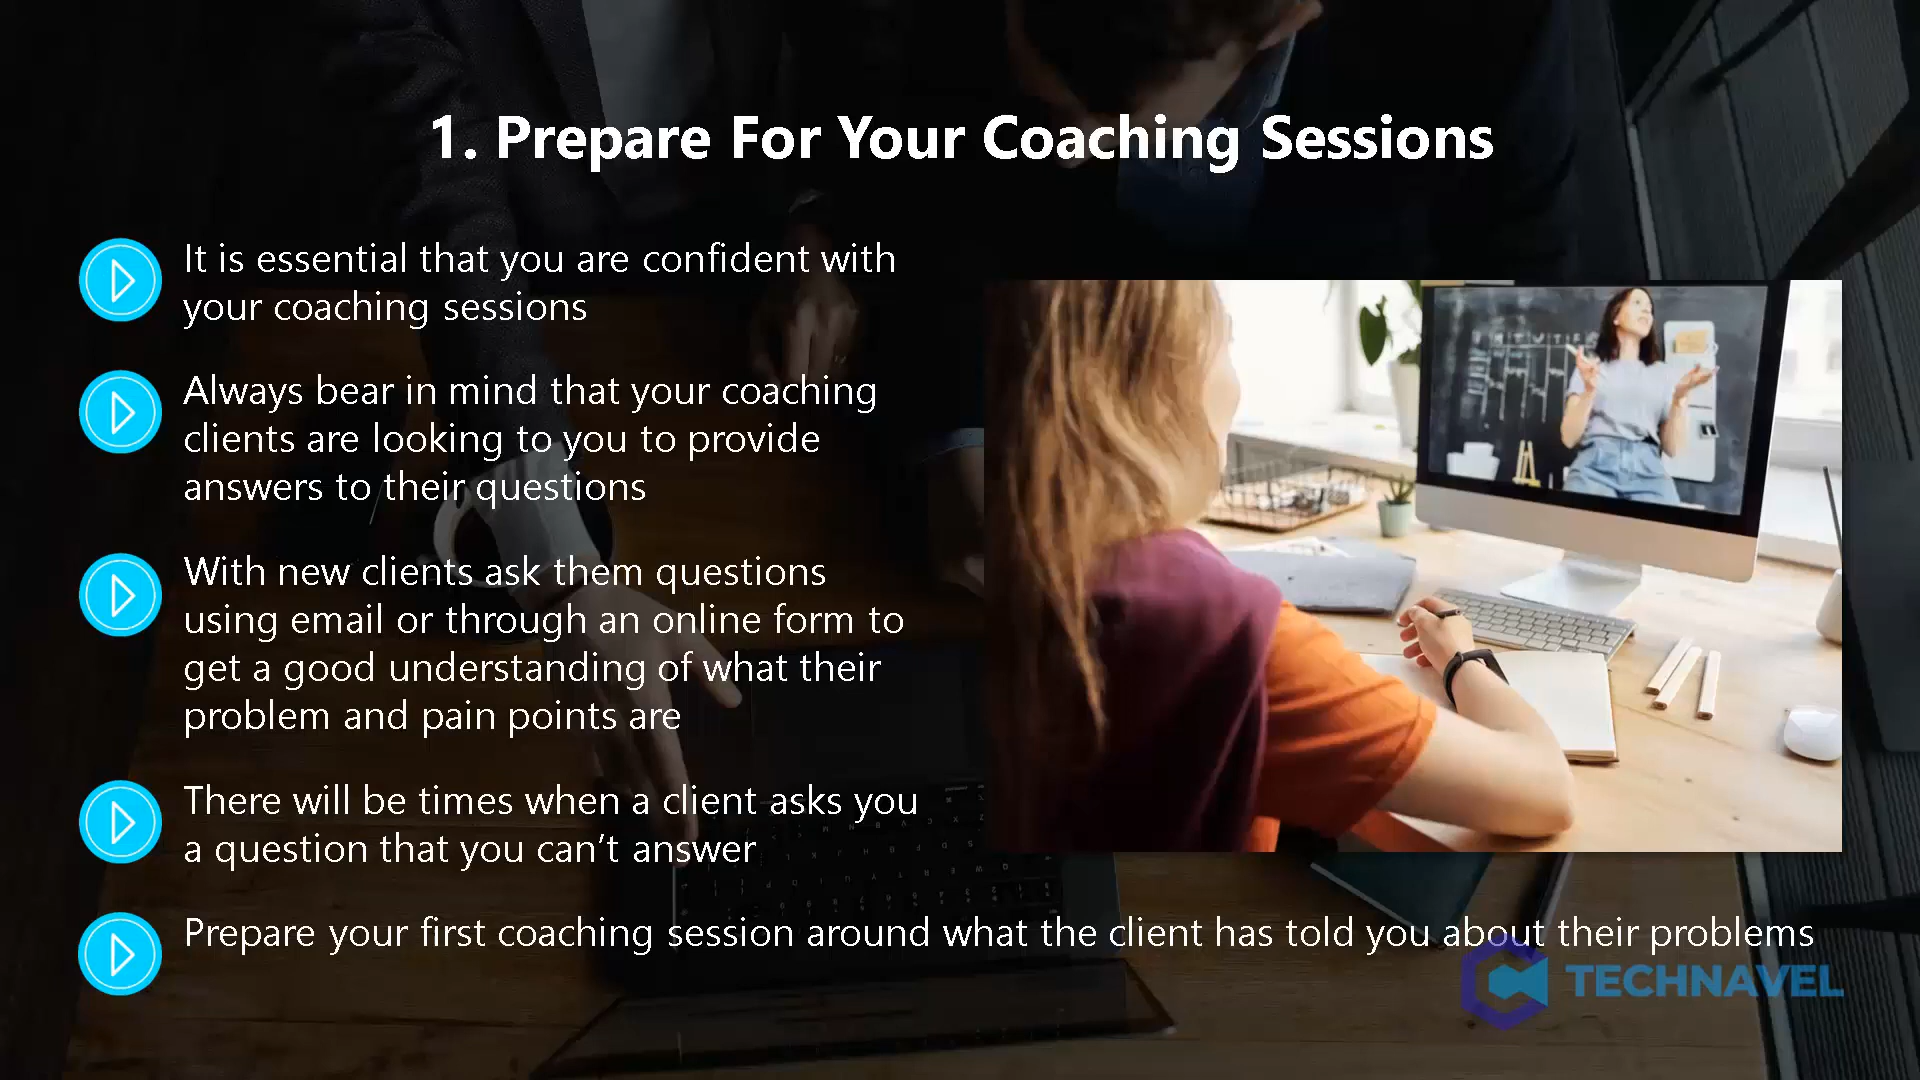 1. Prepare For Your Coaching Sessions
It is essential that you are confident with
your coaching sessions
Always bear in mind that your coaching
clients are looking to you to provide
answers to their questions
With new clients ask them questions
using email or through an online form to
get a good understanding of what their
problem and pain points are
There will be times when a client asks you
a question that you can’t answer
Prepare your first coaching session around what the client has told you about their problems
TECHNAVEL